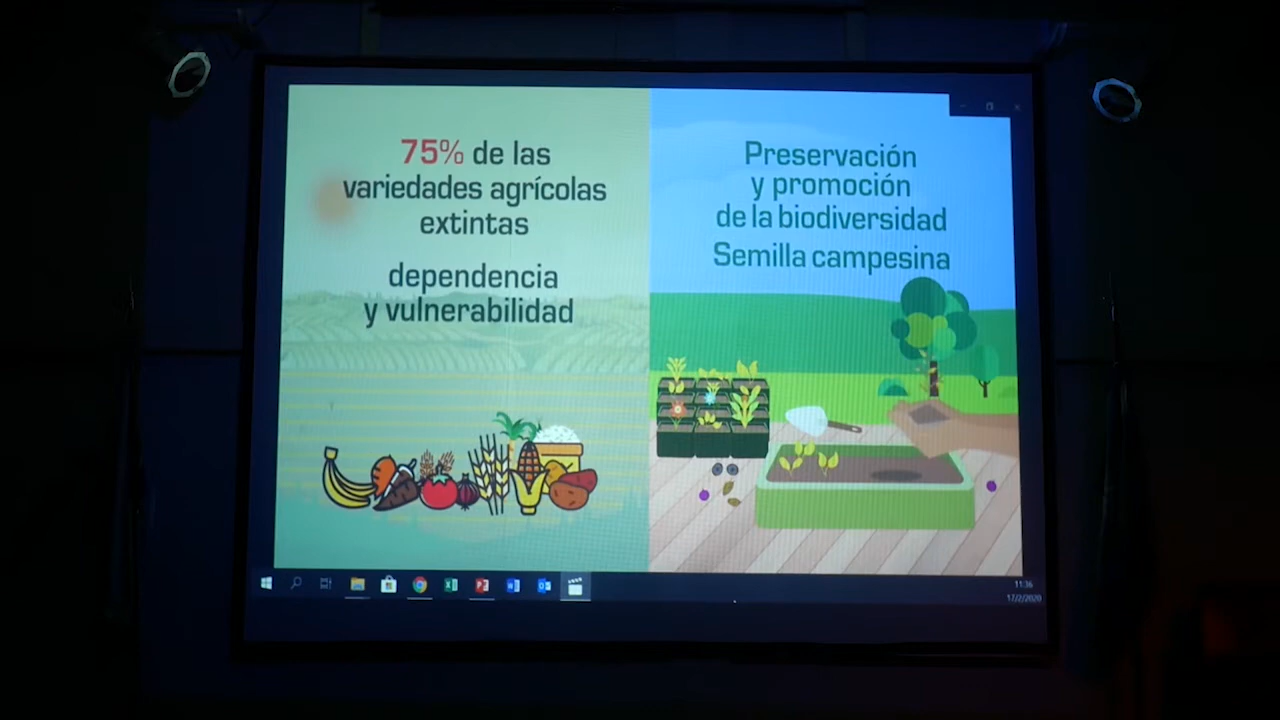 75% de las
variedades agrícolas
extintas
dependencia
y vulnerabilidad
Preservación
y promoción
de la biodiversidad
Semilla campesina
11:36
17/2/2020